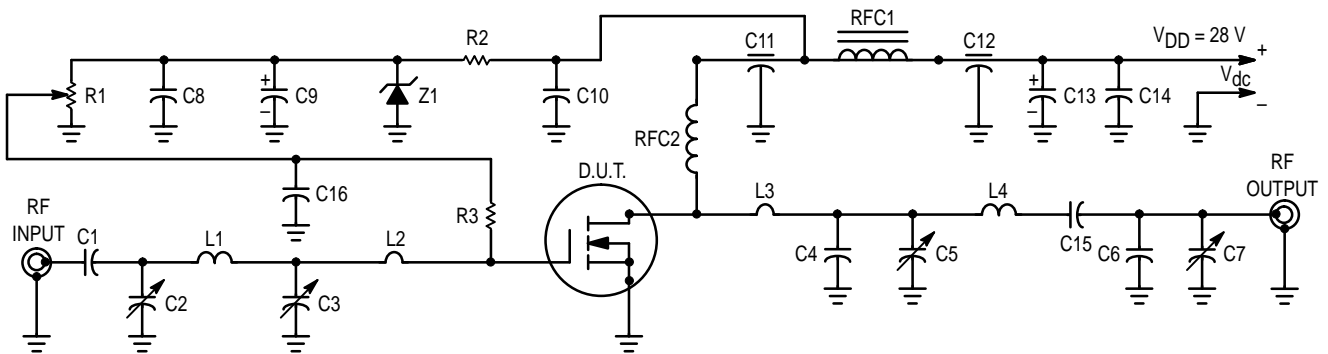 RFC1
R2
C11
C12
VDD = 28 V
+
R1
C8
+
–
C9
Z1
C10
+
–
C13
C14
Vdc
–
RFC2
C16
R3
D.U.T.
L3
L4
RF
OUTPUT
RF
INPUT
C1
L1
L2
C15
C2
C3
C4
C5
C6
C7